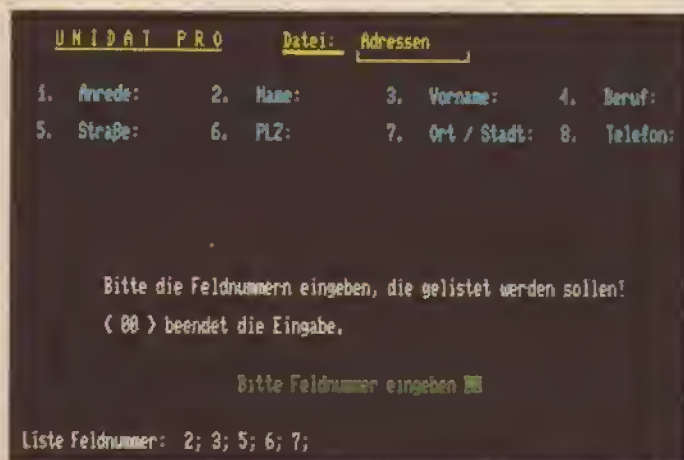 UNIDAT PRO Datei: Adressen
1. Anrede: 2. Name: 3. Vorname: 4. Beruf:
5. Straße: 6. PLZ: 7. Ort / Stadt: 8. Telefon:
Bitte die Feldnummern eingeben, die gelistet werden sollen!
( 00 ) beendet die Eingabe.
Bitte Feldnummer eingeben
Liste Feldnummer: 2; 3; 5; 6; 7;